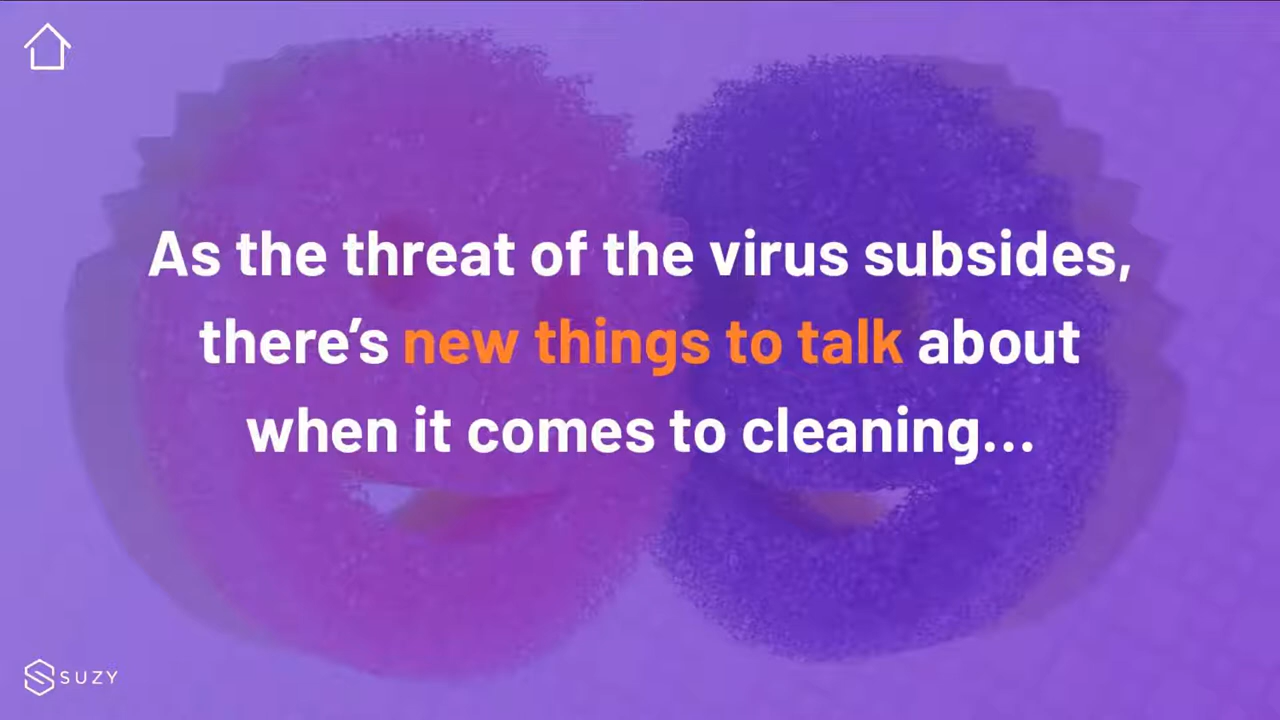 As the threat of the virus subsides,
there’s new things to talk about
when it comes to cleaning...
SUZY